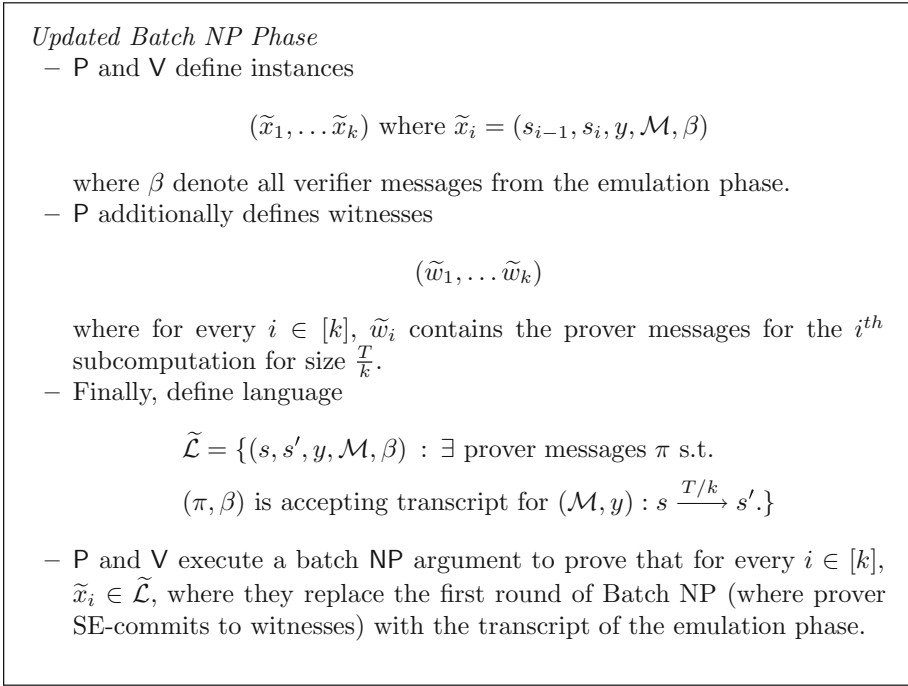 Updated Batch NP Phase
– P and V define instances
(x̃₁, … x̃ₖ) where x̃ᵢ = (sᵢ₋₁, sᵢ, y, ℳ, β)
where β denote all verifier messages from the emulation phase.
– P additionally defines witnesses
(w̃₁, … w̃ₖ)
where for every i ∈ [k], w̃ᵢ contains the prover messages for the iᵗʰ
subcomputation for size T/k.
– Finally, define language
ℒ̃ = {(s, s′, y, ℳ, β) : ∃ prover messages π s.t.
(π, β) is accepting transcript for (ℳ, y) : s —T/k→ s′.}
– P and V execute a batch NP argument to prove that for every i ∈ [k],
x̃ᵢ ∈ ℒ̃, where they replace the first round of Batch NP (where prover
SE-commits to witnesses) with the transcript of the emulation phase.